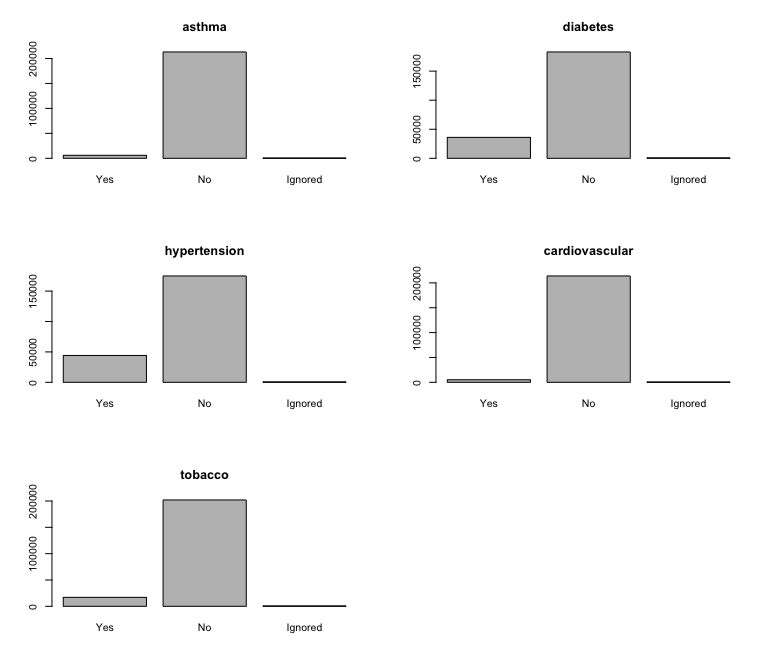 asthma
200000
100000
0
Yes No Ignored
diabetes
150000
50000
0
Yes No Ignored
hypertension
150000
50000
0
Yes No Ignored
cardiovascular
200000
100000
0
Yes No Ignored
tobacco
200000
100000
0
Yes No Ignored